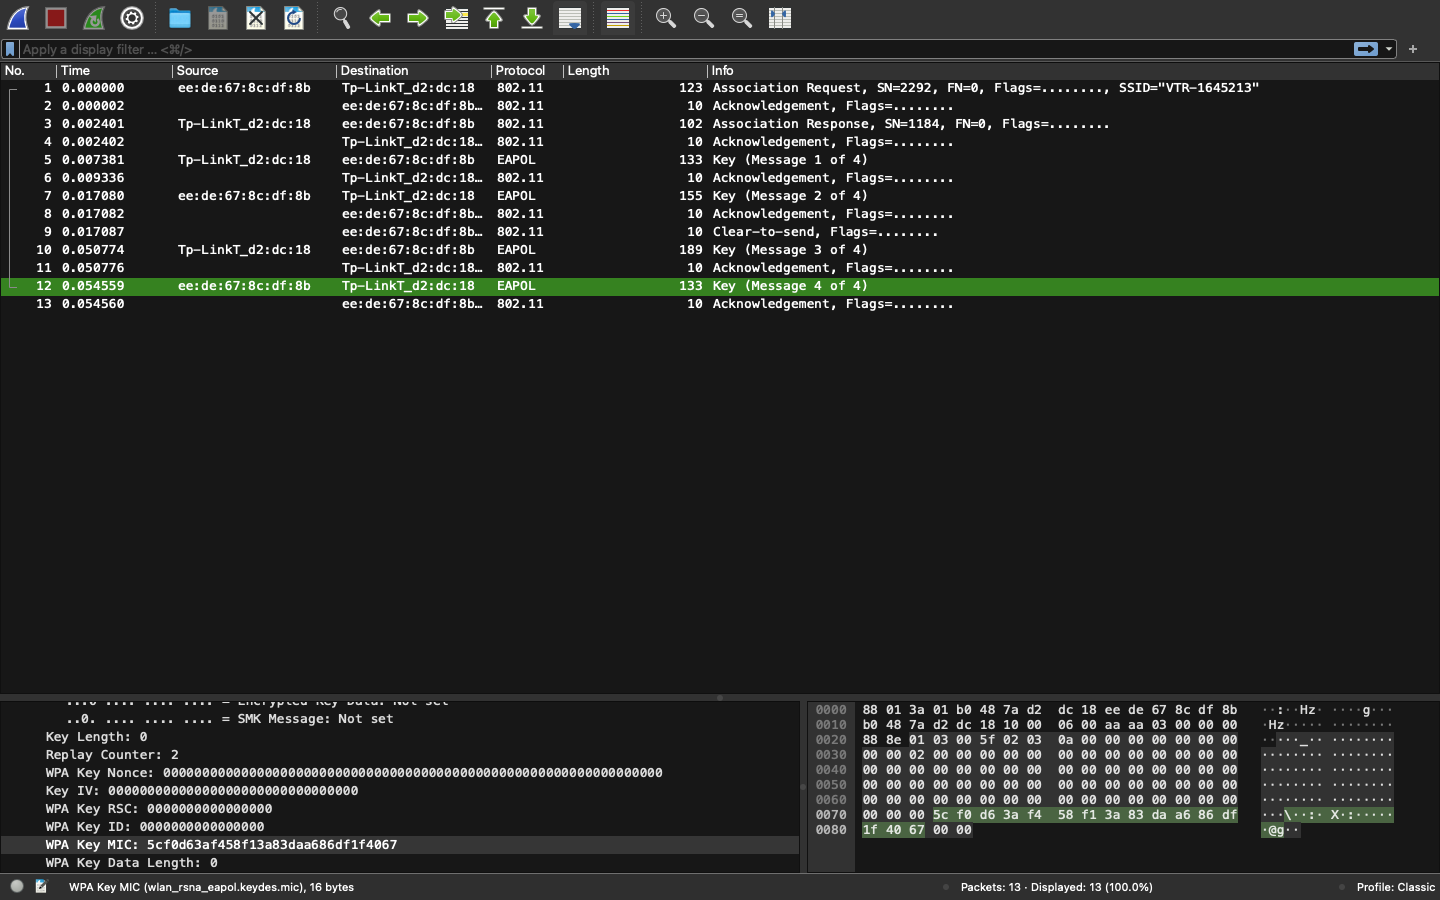 Apply a display filter ... <⌘/>
No. Time Source Destination Protocol Length Info
1 0.000000 ee:de:67:8c:df:8b Tp-LinkT_d2:dc:18 802.11 123 Association Request, SN=2292, FN=0, Flags=........, SSID="VTR-1645213"
2 0.000002 ee:de:67:8c:df:8b… 802.11 10 Acknowledgement, Flags=........
3 0.002401 Tp-LinkT_d2:dc:18 ee:de:67:8c:df:8b 802.11 102 Association Response, SN=1184, FN=0, Flags=........
4 0.002402 Tp-LinkT_d2:dc:18… 802.11 10 Acknowledgement, Flags=........
5 0.007381 Tp-LinkT_d2:dc:18 ee:de:67:8c:df:8b EAPOL 133 Key (Message 1 of 4)
6 0.009336 Tp-LinkT_d2:dc:18… 802.11 10 Acknowledgement, Flags=........
7 0.017080 ee:de:67:8c:df:8b Tp-LinkT_d2:dc:18 EAPOL 155 Key (Message 2 of 4)
8 0.017082 ee:de:67:8c:df:8b… 802.11 10 Acknowledgement, Flags=........
9 0.017087 ee:de:67:8c:df:8b… 802.11 10 Clear-to-send, Flags=........
10 0.050774 Tp-LinkT_d2:dc:18 ee:de:67:8c:df:8b EAPOL 189 Key (Message 3 of 4)
11 0.050776 Tp-LinkT_d2:dc:18… 802.11 10 Acknowledgement, Flags=........
12 0.054559 ee:de:67:8c:df:8b Tp-LinkT_d2:dc:18 EAPOL 133 Key (Message 4 of 4)
13 0.054560 ee:de:67:8c:df:8b… 802.11 10 Acknowledgement, Flags=........
...0 .... .... .... = Encrypted Key Data: Not set
..0. .... .... .... = SMK Message: Not set
Key Length: 0
Replay Counter: 2
WPA Key Nonce: 0000000000000000000000000000000000000000000000000000000000000000
Key IV: 00000000000000000000000000000000
WPA Key RSC: 0000000000000000
WPA Key ID: 0000000000000000
WPA Key MIC: 5cf0d63af458f13a83daa686df1f4067
WPA Key Data Length: 0
0000 88 01 3a 01 b0 48 7a d2 dc 18 ee de 67 8c df 8b ··:··Hz· ····g···
0010 b0 48 7a d2 dc 18 10 00 06 00 aa aa 03 00 00 00 ·Hz····· ········
0020 88 8e 01 03 00 5f 02 03 0a 00 00 00 00 00 00 00 ·····_·· ········
0030 00 00 02 00 00 00 00 00 00 00 00 00 00 00 00 00 ········ ········
0040 00 00 00 00 00 00 00 00 00 00 00 00 00 00 00 00 ········ ········
0050 00 00 00 00 00 00 00 00 00 00 00 00 00 00 00 00 ········ ········
0060 00 00 00 00 00 00 00 00 00 00 00 00 00 00 00 00 ········ ········
0070 00 00 00 5c f0 d6 3a f4 58 f1 3a 83 da a6 86 df ···\··:· X·:·····
0080 1f 40 67 00 00 ·@g··
WPA Key MIC (wlan_rsna_eapol.keydes.mic), 16 bytes
Packets: 13 · Displayed: 13 (100.0%)
Profile: Classic